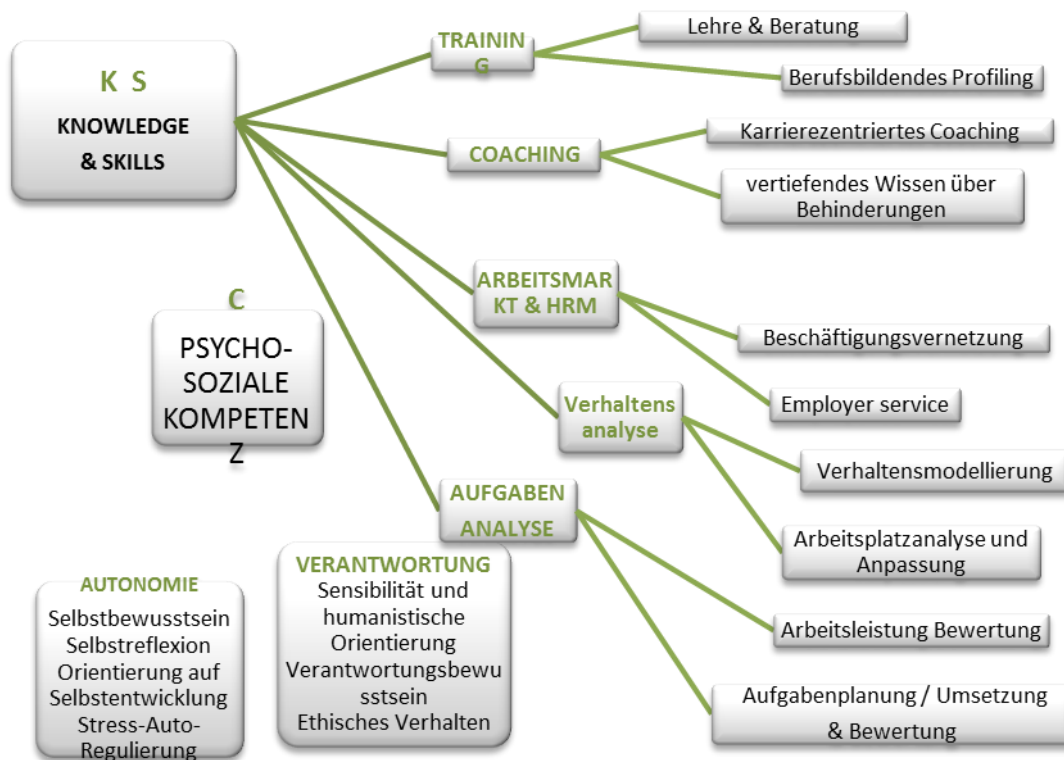 K S
KNOWLEDGE
& SKILLS
TRAININ
G
Lehre & Beratung
Berufsbildendes Profiling
COACHING
Karrierezentriertes Coaching
vertiefendes Wissen über
Behinderungen
ARBEITSMAR
KT & HRM
Beschäftigungsvernetzung
Employer service
C
PSYCHO-
SOZIALE
KOMPETEN
Z
Verhaltens
analyse
Verhaltensmodellierung
Arbeitsplatzanalyse und
Anpassung
AUFGABEN
ANALYSE
Arbeitsleistung Bewertung
Aufgabenplanung / Umsetzung
& Bewertung
AUTONOMIE
Selbstbewusstsein
Selbstreflexion
Orientierung auf
Selbstentwicklung
Stress-Auto-
Regulierung
VERANTWORTUNG
Sensibilität und
humanistische
Orientierung
Verantwortungsbewu
sstsein
Ethisches Verhalten